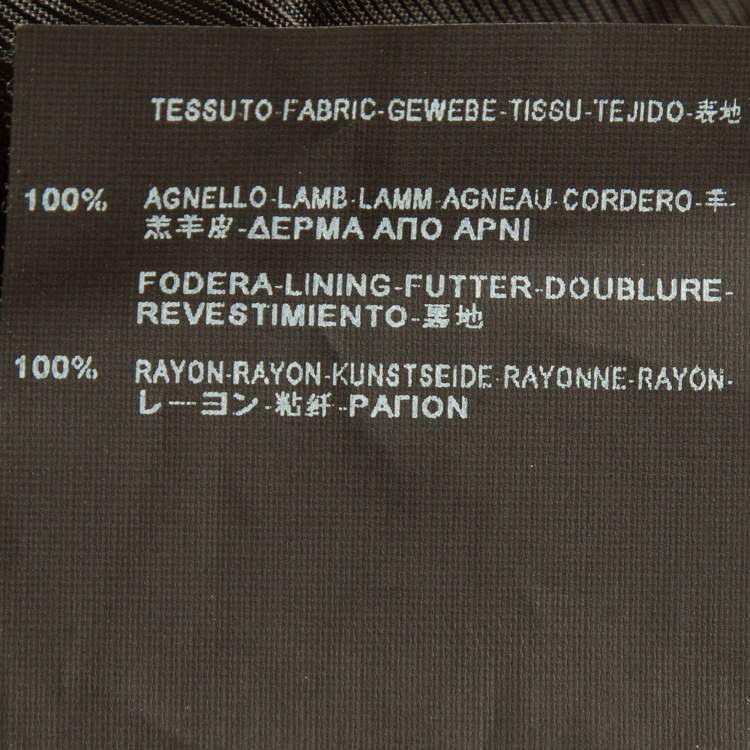 TESSUTO-FABRIC-GEWEBE-TISSU-TEJIDO-表地
100% AGNELLO-LAMB-LAMM-AGNEAU-CORDERO-羊-
羔羊皮-ΔΕΡΜΑ ΑΠΟ ΑΡΝΙ
FODERA-LINING-FUTTER-DOUBLURE-
REVESTIMIENTO-裏地
100% RAYON-RAYON-KUNSTSEIDE-RAYONNE-RAYON-
レーヨン-粘纤-ΡΑΓΙΟΝ